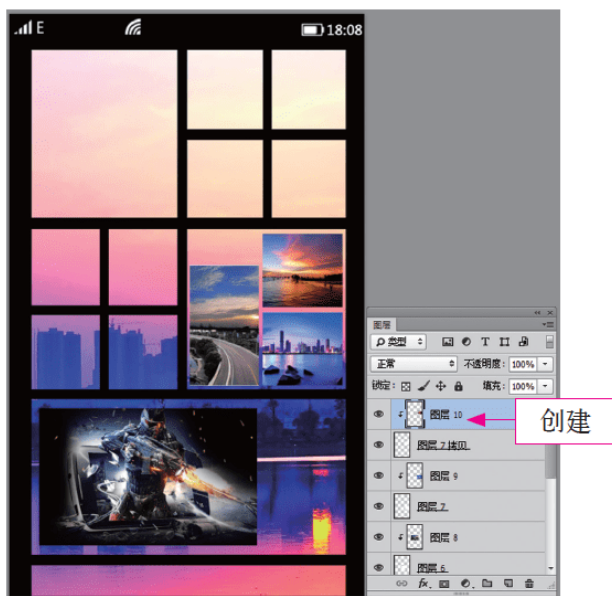 E
18:08
图层
类型
正常
不透明度: 100%
锁定:
填充: 100%
图层 10
创建
图层 7 拷贝
图层 9
图层 7
图层 8
图层 6
fx